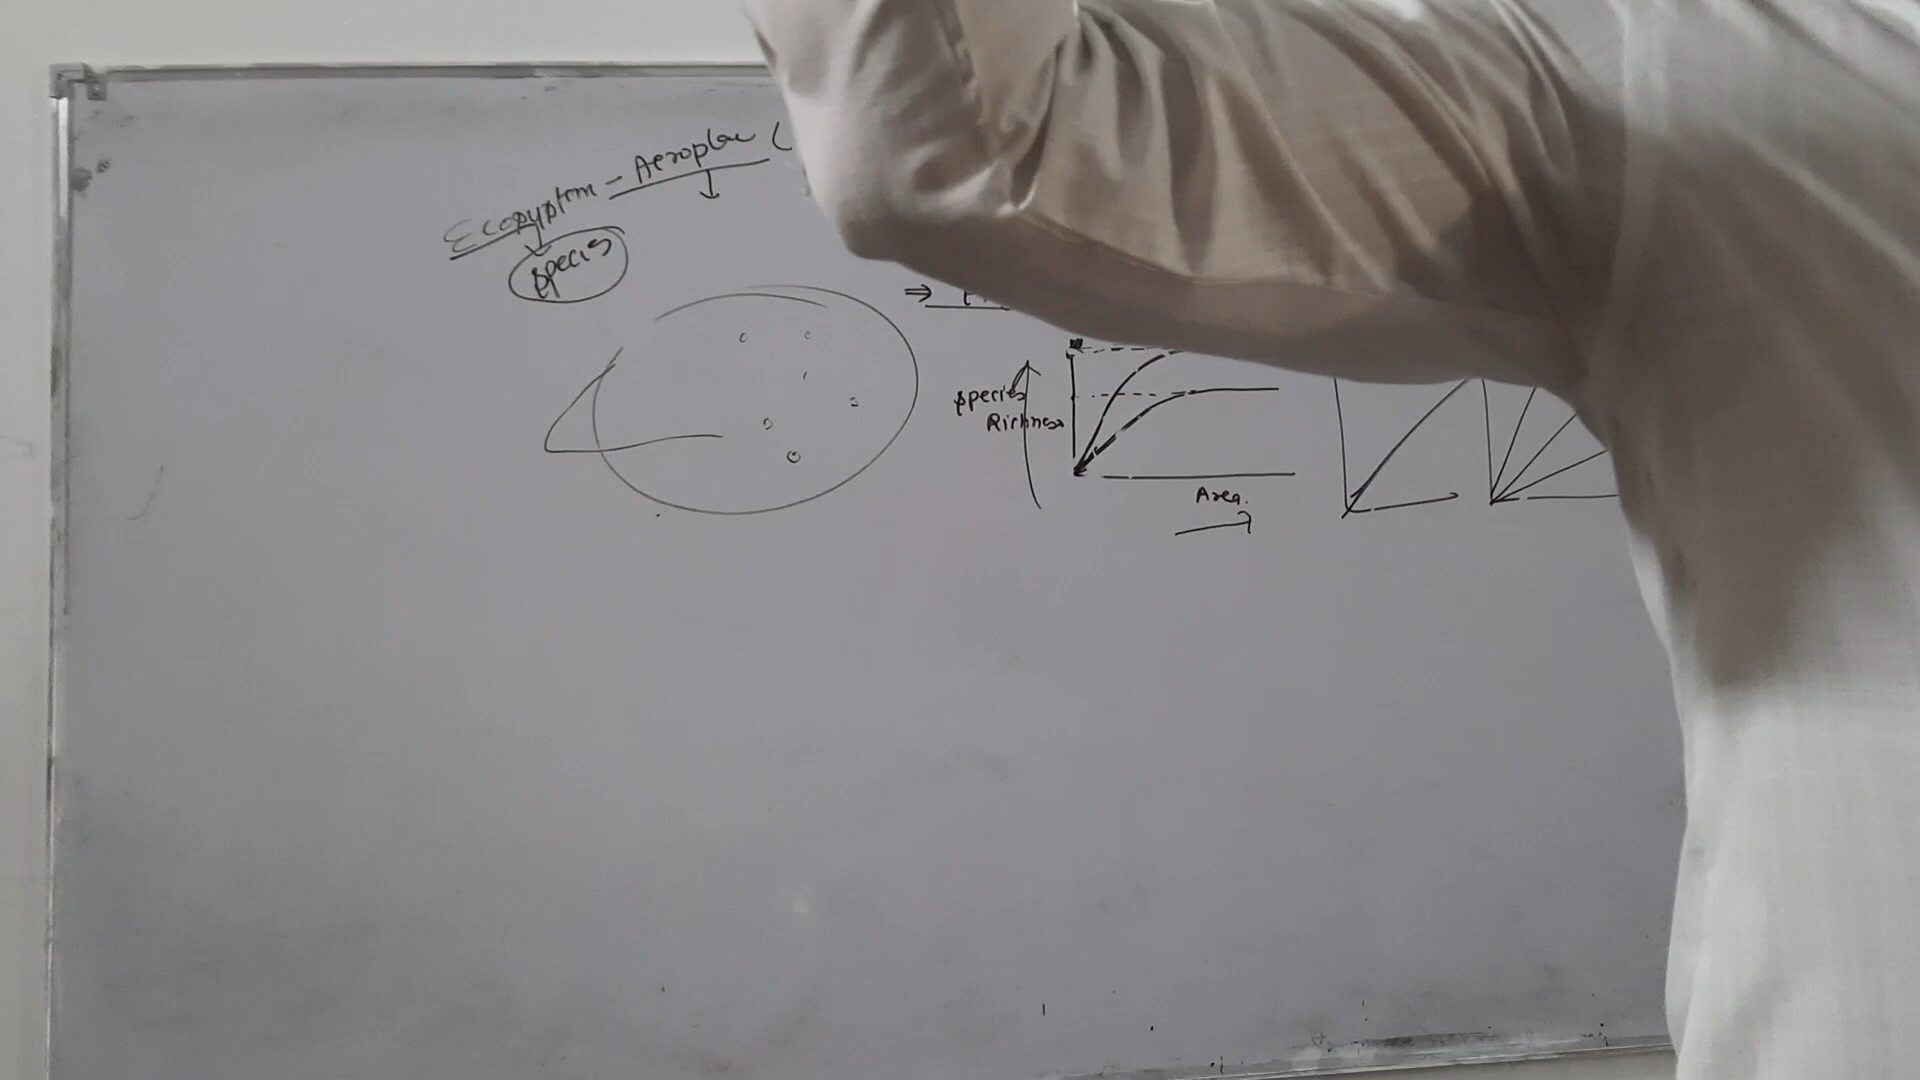 Ecosystem - Aeroplane (
species
⇒
species
Richness
Area.